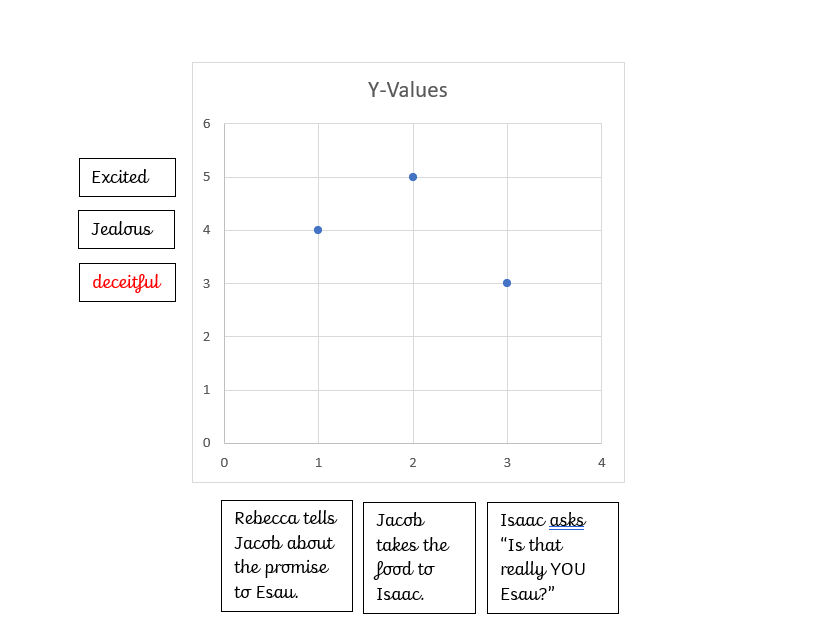 Y-Values
6
Excited
5
Jealous
4
deceitful
3
2
1
0
0 1 2 3 4
Rebecca tells
Jacob about
the promise
to Esau.
Jacob
takes the
food to
Isaac.
Isaac asks
“Is that
really YOU
Esau?”